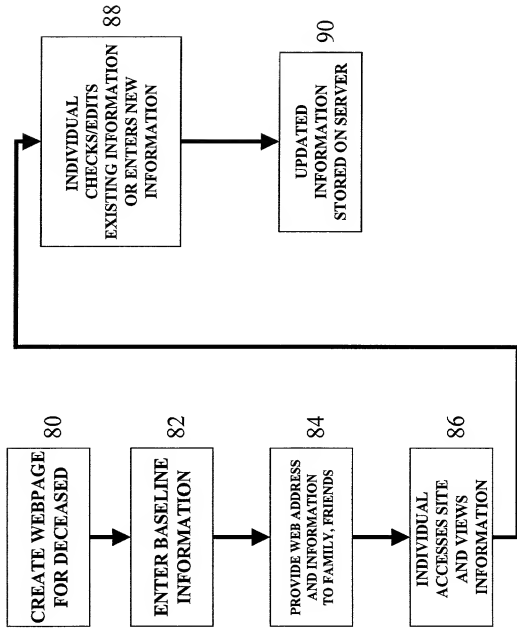 80
CREATE WEBPAGE
FOR DECEASED
82
ENTER BASELINE
INFORMATION
84
PROVIDE WEB ADDRESS
AND INFORMATION
TO FAMILY, FRIENDS
86
INDIVIDUAL
ACCESSES SITE
AND VIEWS
INFORMATION
88
INDIVIDUAL
CHECKS/EDITS
EXISTING INFORMATION
OR ENTERS NEW
INFORMATION
90
UPDATED
INFORMATION
STORED ON SERVER